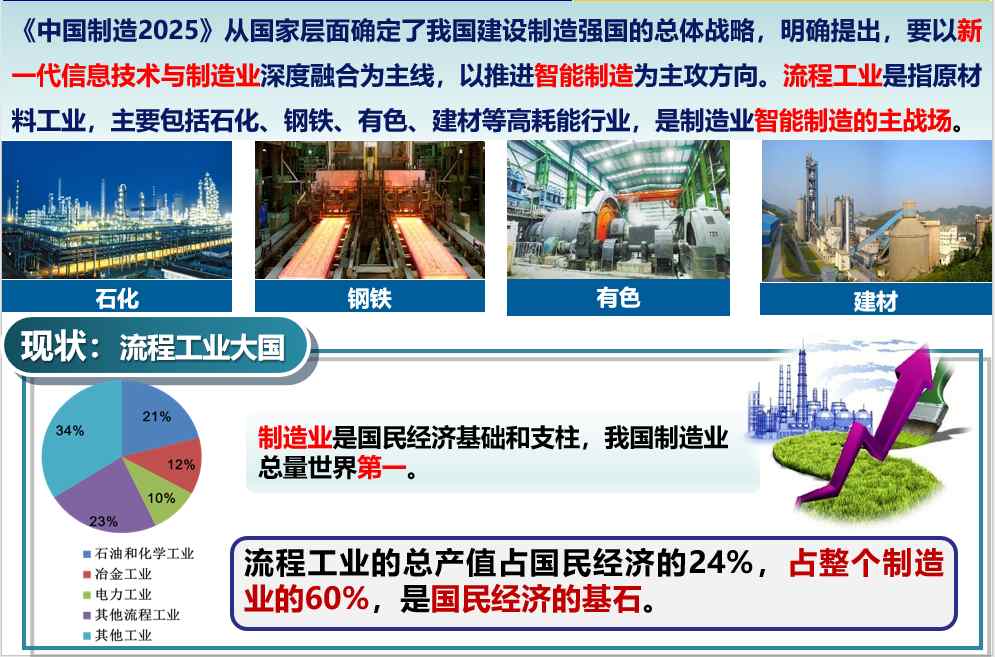 《中国制造2025》从国家层面确定了我国建设制造强国的总体战略，明确提出，要以新
一代信息技术与制造业深度融合为主线，以推进智能制造为主攻方向。流程工业是指原材
料工业，主要包括石化、钢铁、有色、建材等高耗能行业，是制造业智能制造的主战场。
石化
钢铁
有色
建材
现状：流程工业大国
21%
34%
12%
10%
23%
石油和化学工业
冶金工业
电力工业
其他流程工业
其他工业
制造业是国民经济基础和支柱，我国制造业
总量世界第一。
流程工业的总产值占国民经济的24%，占整个制造
业的60%，是国民经济的基石。